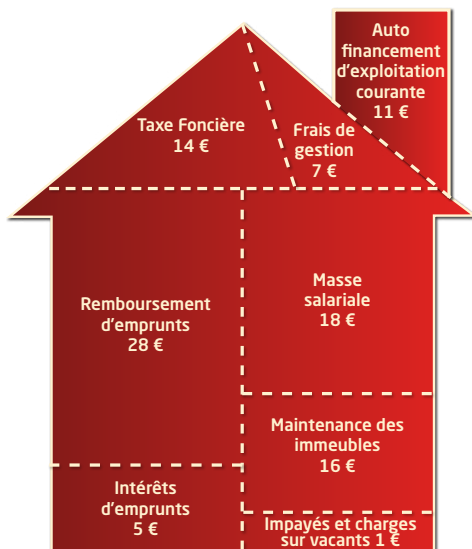 Auto
financement
d'exploitation
courante
11 €
Taxe Foncière
14 €
Frais de
gestion
7 €
Remboursement
d'emprunts
28 €
Masse
salariale
18 €
Maintenance des
immeubles
16 €
Intérêts
d'emprunts
5 €
Impayés et charges
sur vacants 1 €